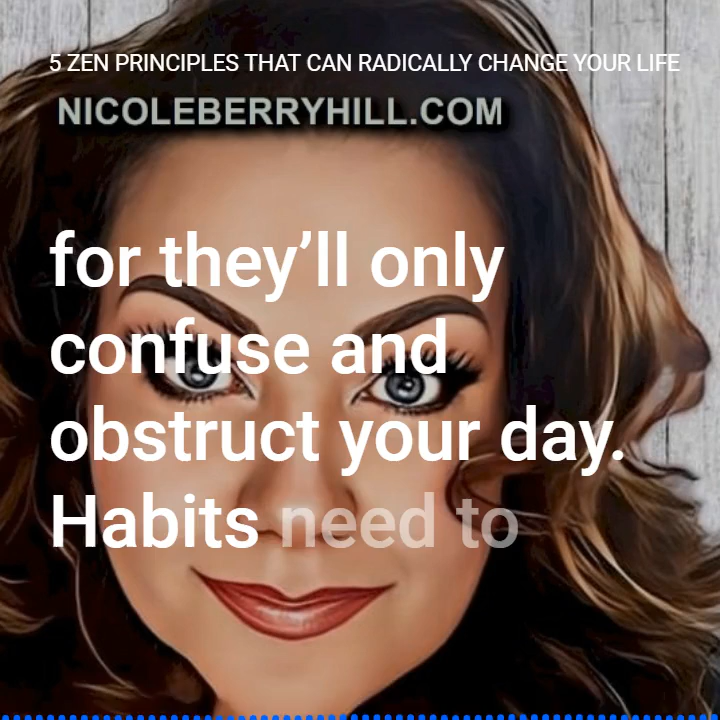 5 ZEN PRINCIPLES THAT CAN RADICALLY CHANGE YOUR LIFE
NICOLEBERRYHILL.COM
for they’ll only
confuse and
obstruct your day.
Habits need to